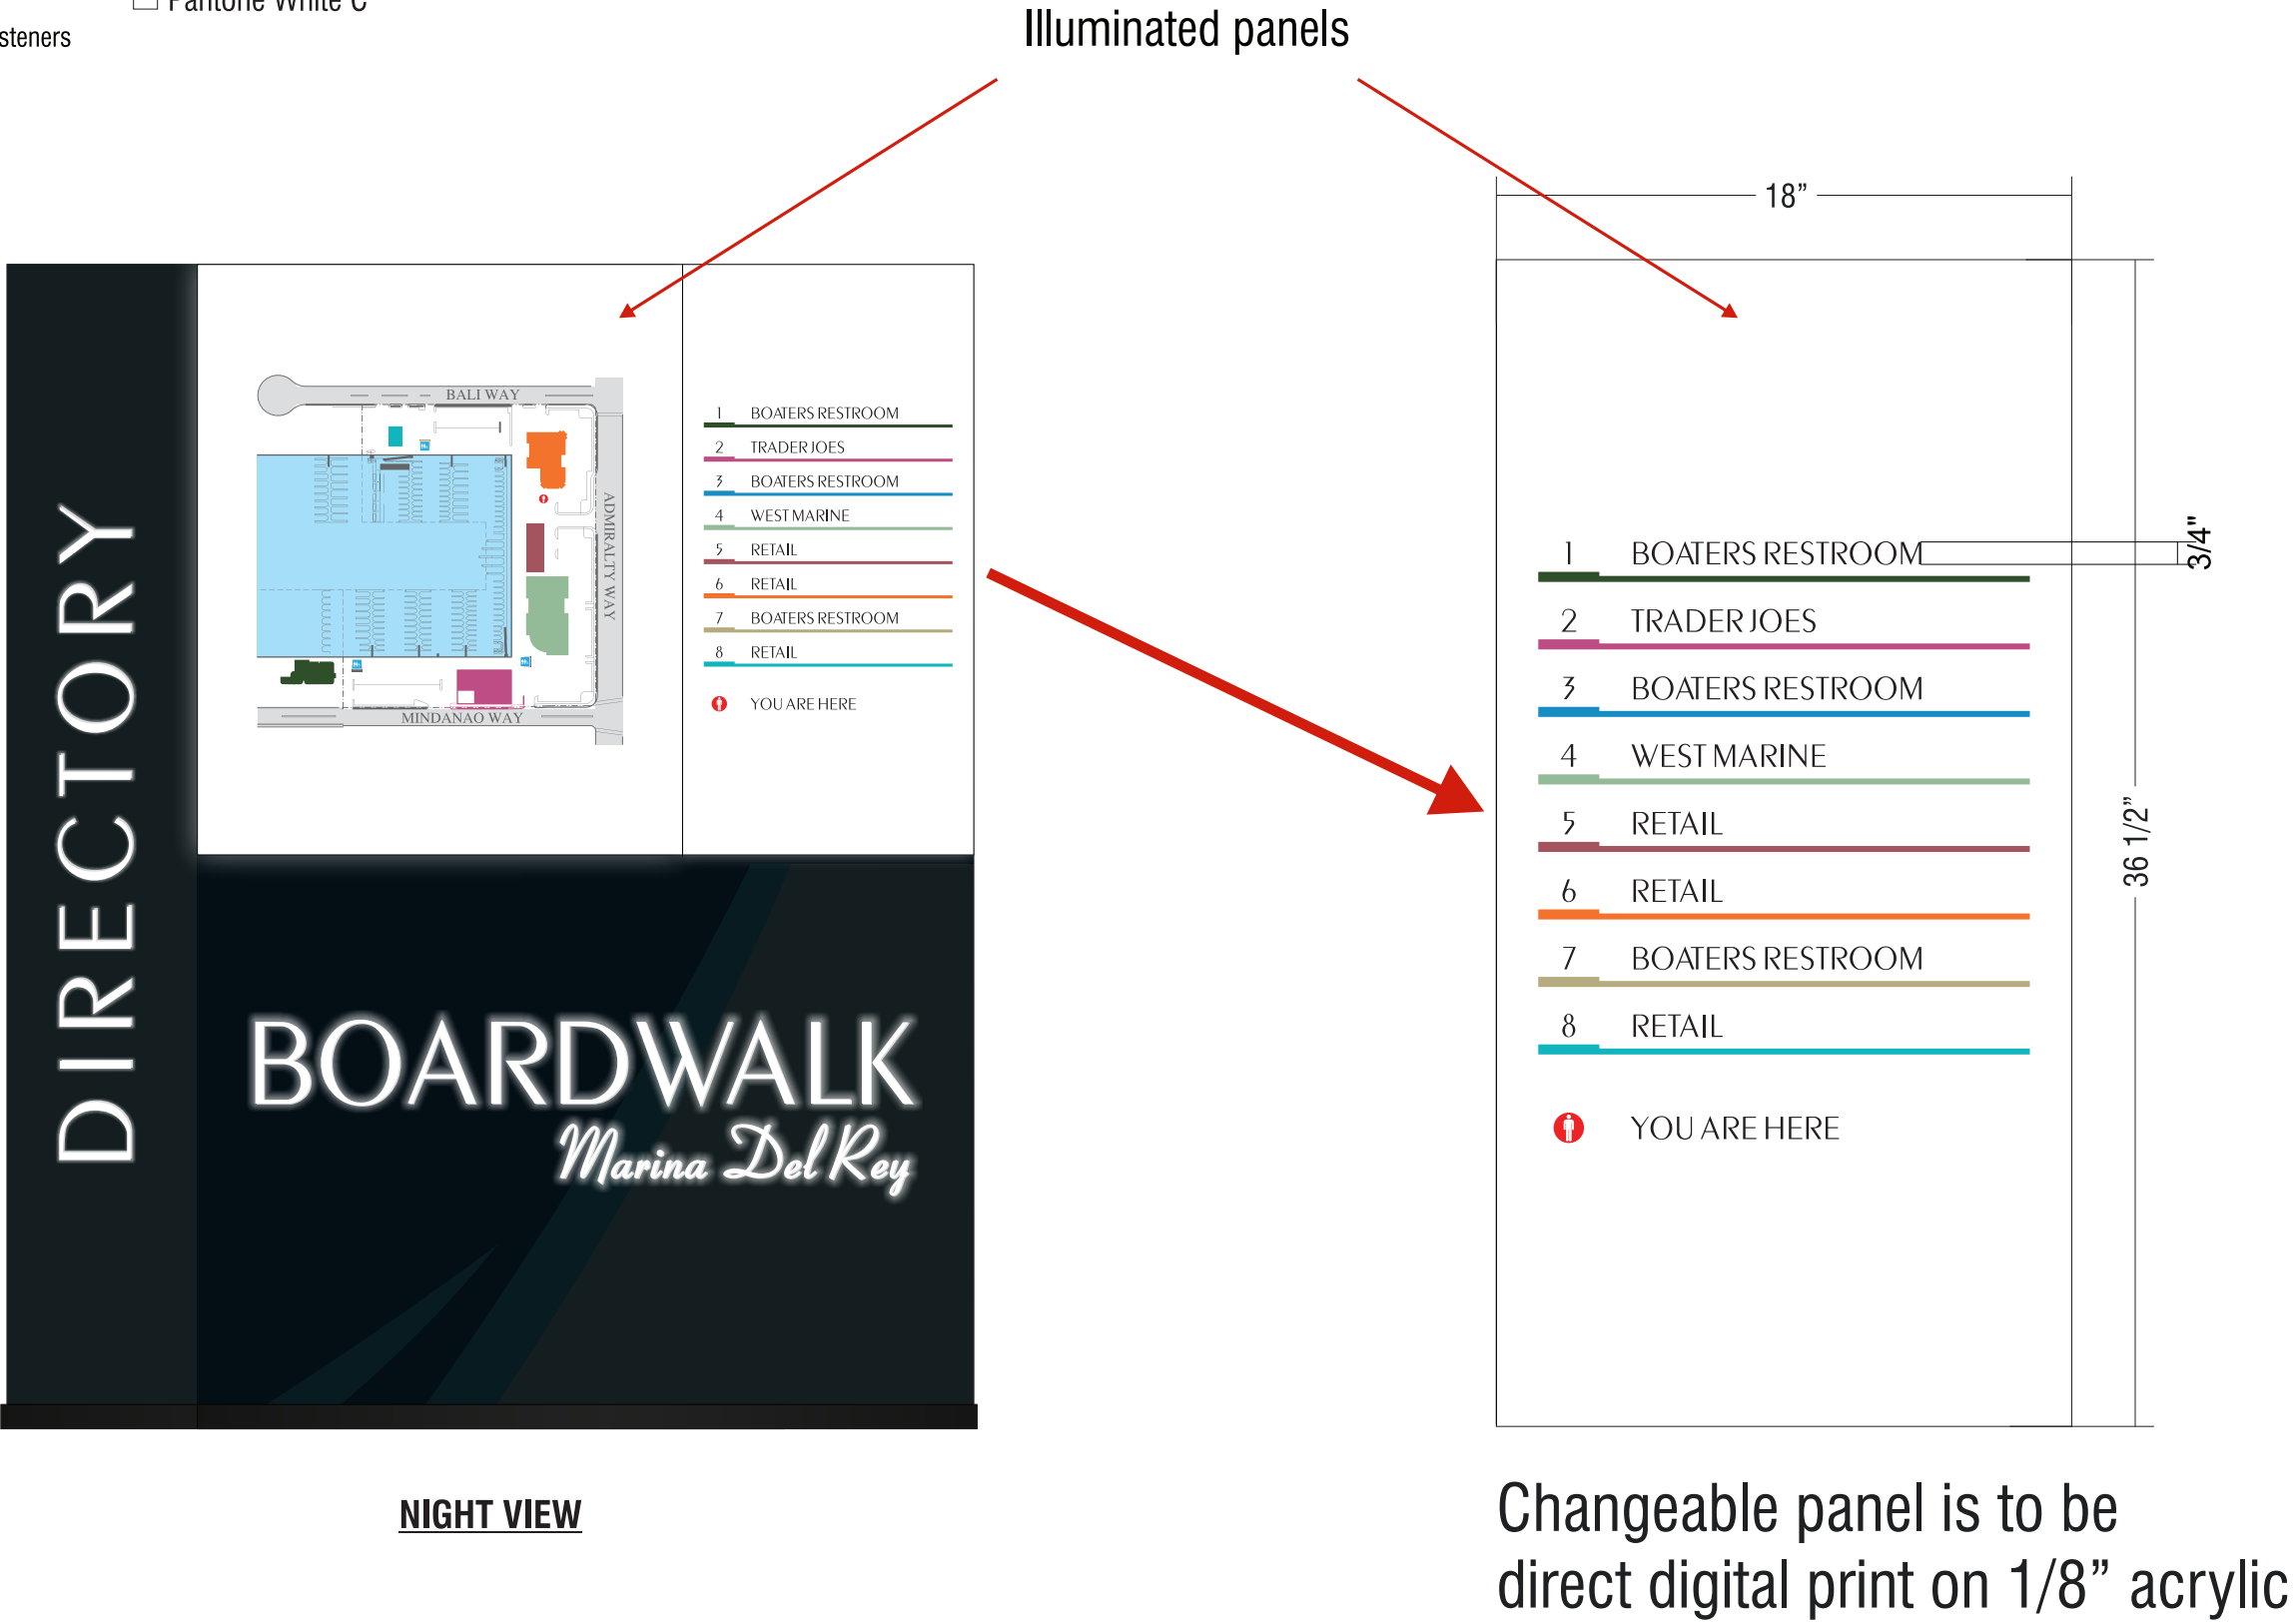 Pantone White C
steners
Illuminated panels
18”
BALI WAY
ADMIRALTY WAY
MINDANAO WAY
1 BOATERS RESTROOM
2 TRADER JOES
3 BOATERS RESTROOM
4 WEST MARINE
5 RETAIL
6 RETAIL
7 BOATERS RESTROOM
8 RETAIL
YOU ARE HERE
DIRECTORY
BOARDWALK
Marina Del Rey
NIGHT VIEW
1 BOATERS RESTROOM
2 TRADER JOES
3 BOATERS RESTROOM
4 WEST MARINE
5 RETAIL
6 RETAIL
7 BOATERS RESTROOM
8 RETAIL
YOU ARE HERE
3/4"
36 1/2”
Changeable panel is to be
direct digital print on 1/8” acrylic